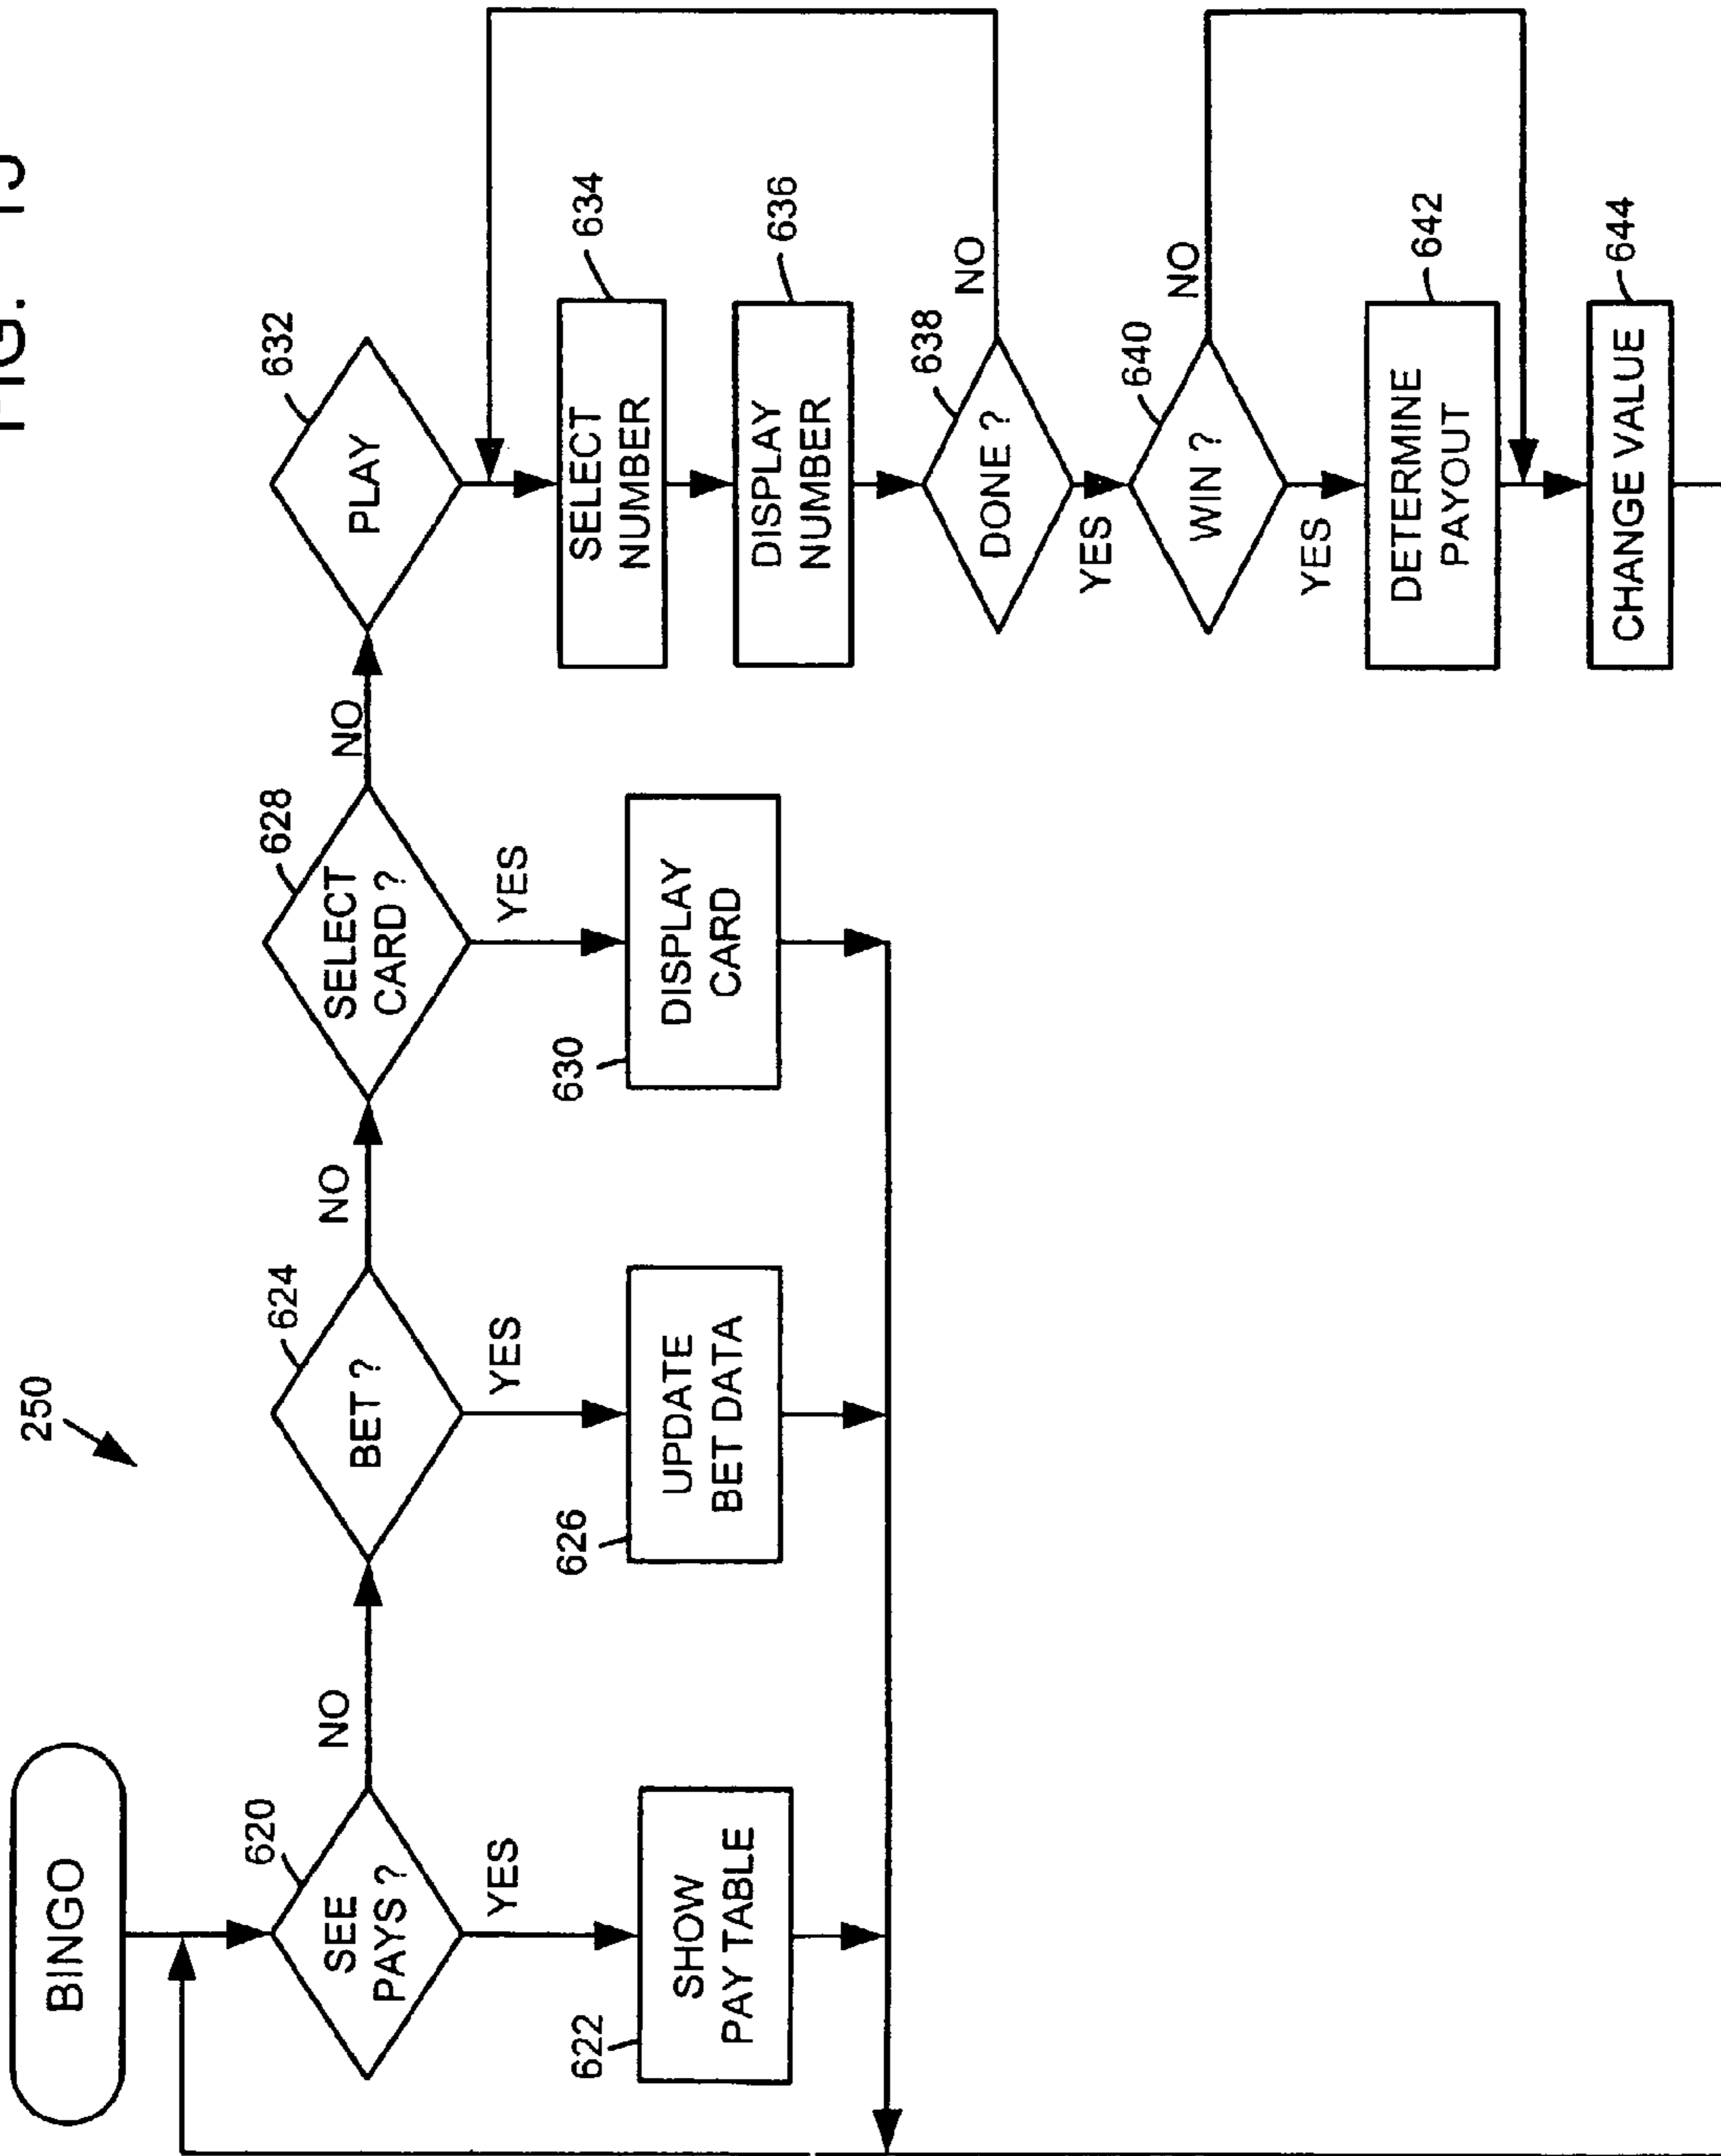 250
BINGO
620
SEE
PAYS ?
NO
624
BET ?
NO
628
SELECT
CARD ?
NO
632
PLAY
YES
622
SHOW
PAY TABLE
YES
626
UPDATE
BET DATA
YES
630
DISPLAY
CARD
634
SELECT
NUMBER
636
DISPLAY
NUMBER
638
DONE ?
NO
YES
640
WIN ?
NO
YES
642
DETERMINE
PAYOUT
644
CHANGE VALUE